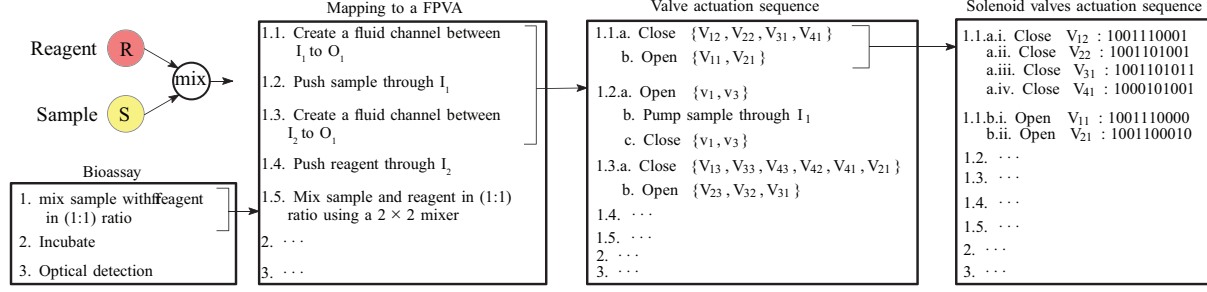 Reagent
R
mix
Sample
S
Bioassay
1. mix sample with reagent
in (1:1) ratio
2. Incubate
3. Optical detection
Mapping to a FPVA
1.1. Create a fluid channel between
I1 to O1
1.2. Push sample through I1
1.3. Create a fluid channel between
I2 to O1
1.4. Push reagent through I2
1.5. Mix sample and reagent in (1:1)
ratio using a 2 × 2 mixer
2. ···
3. ···
Valve actuation sequence
1.1.a. Close {V12, V22, V31, V41}
b. Open {V11, V21}
1.2.a. Open {v1, v3}
b. Pump sample through I1
c. Close {v1, v3}
1.3.a. Close {V13, V33, V43, V42, V41, V21}
b. Open {V23, V32, V31}
1.4. ···
1.5. ···
2. ···
3. ···
Solenoid valves actuation sequence
1.1.a.i. Close V12 : 1001110001
a.ii. Close V22 : 1001101001
a.iii. Close V31 : 1001101011
a.iv. Close V41 : 1000101001
1.1.b.i. Open V11 : 1001110000
b.ii. Open V21 : 1001100010
1.2. ···
1.3. ···
1.4. ···
1.5. ···
2. ···
3. ···